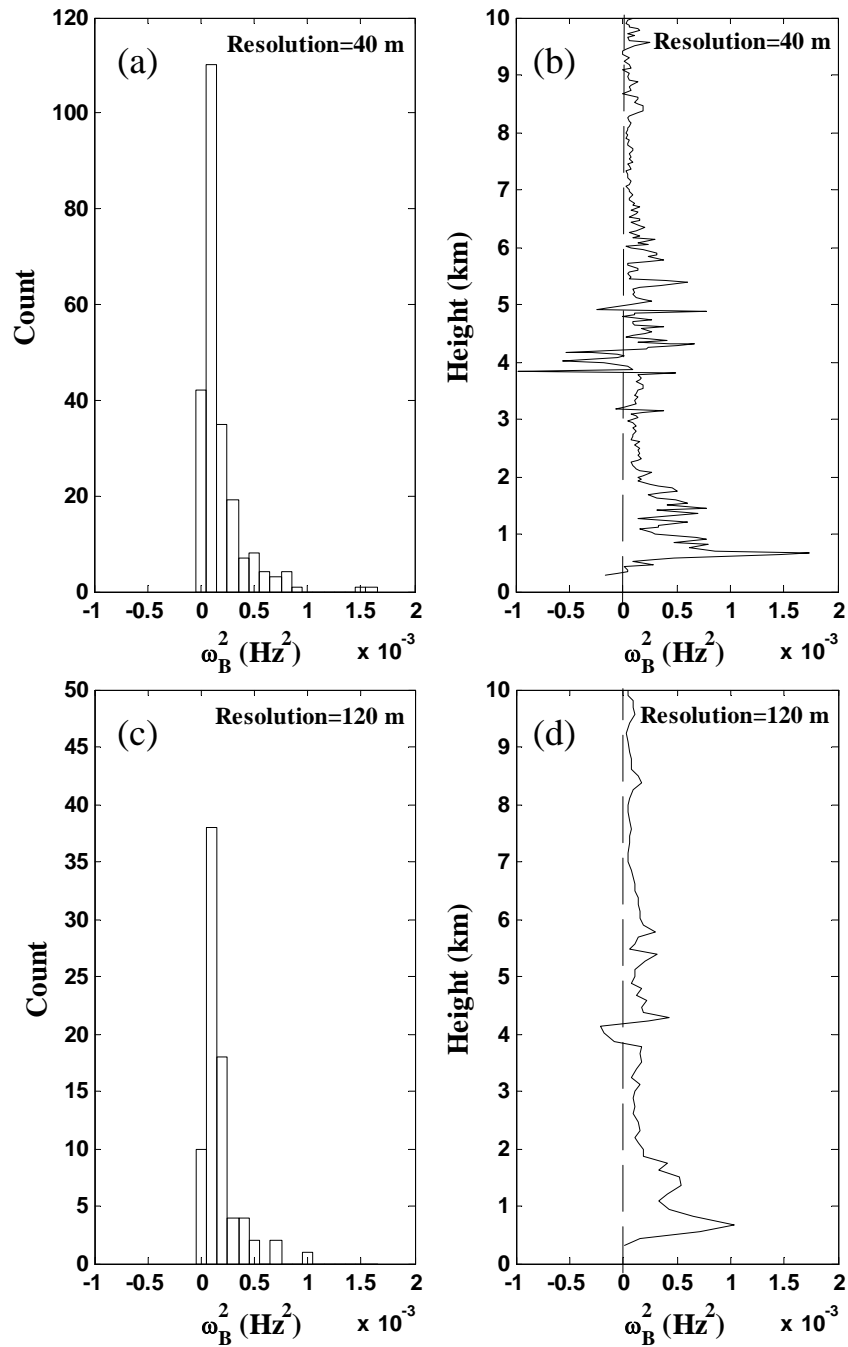 (a)
Resolution=40 m
120
100
80
60
40
20
0
Count
-1 -0.5 0 0.5 1 1.5 2
ω_B^2 (Hz^2)
x 10^-3
(b)
Resolution=40 m
10
9
8
7
6
5
4
3
2
1
0
Height (km)
-1 -0.5 0 0.5 1 1.5 2
ω_B^2 (Hz^2)
x 10^-3
(c)
Resolution=120 m
50
45
40
35
30
25
20
15
10
5
0
Count
-1 -0.5 0 0.5 1 1.5 2
ω_B^2 (Hz^2)
x 10^-3
(d)
Resolution=120 m
10
9
8
7
6
5
4
3
2
1
0
Height (km)
-1 -0.5 0 0.5 1 1.5 2
ω_B^2 (Hz^2)
x 10^-3